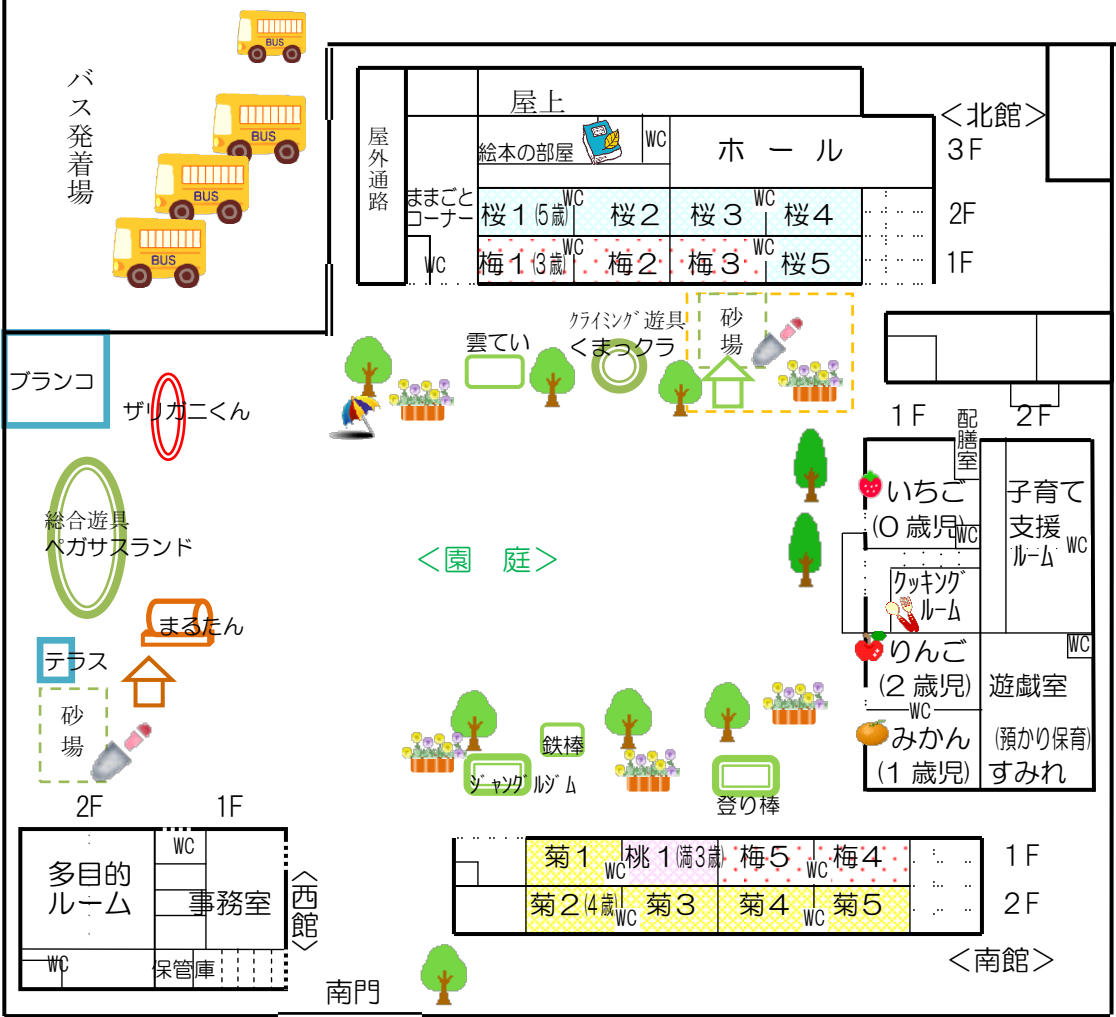 BUS
BUS
BUS
BUS
バス発着場
屋外通路
屋上
絵本の部屋
WC
ホール
<北館>
3F
ままごと
コーナー
桜1(5歳)
WC
桜2
桜3
WC
桜4
2F
WC
梅1(3歳)
WC
梅2
梅3
WC
桜5
1F
ブランコ
ザリガニくん
雲てい
クライミング遊具
くまっクラ
砂場
総合遊具
ペガサスランド
<園 庭>
まるたん
テラス
砂場
1F
配膳室
2F
いちご
(0歳児)
WC
子育て
支援
ルーム
WC
クッキング
ルーム
りんご
(2歳児)
WC
WC
遊戯室
みかん
(1歳児)
(預かり保育)
すみれ
鉄棒
ジャングルジム
登り棒
2F
1F
多目的
ルーム
WC
事務室
WC
保管庫
<西館>
菊1
WC
桃1(満3歳)
梅5
WC
梅4
1F
菊2(4歳)
WC
菊3
菊4
WC
菊5
2F
<南館>
南門